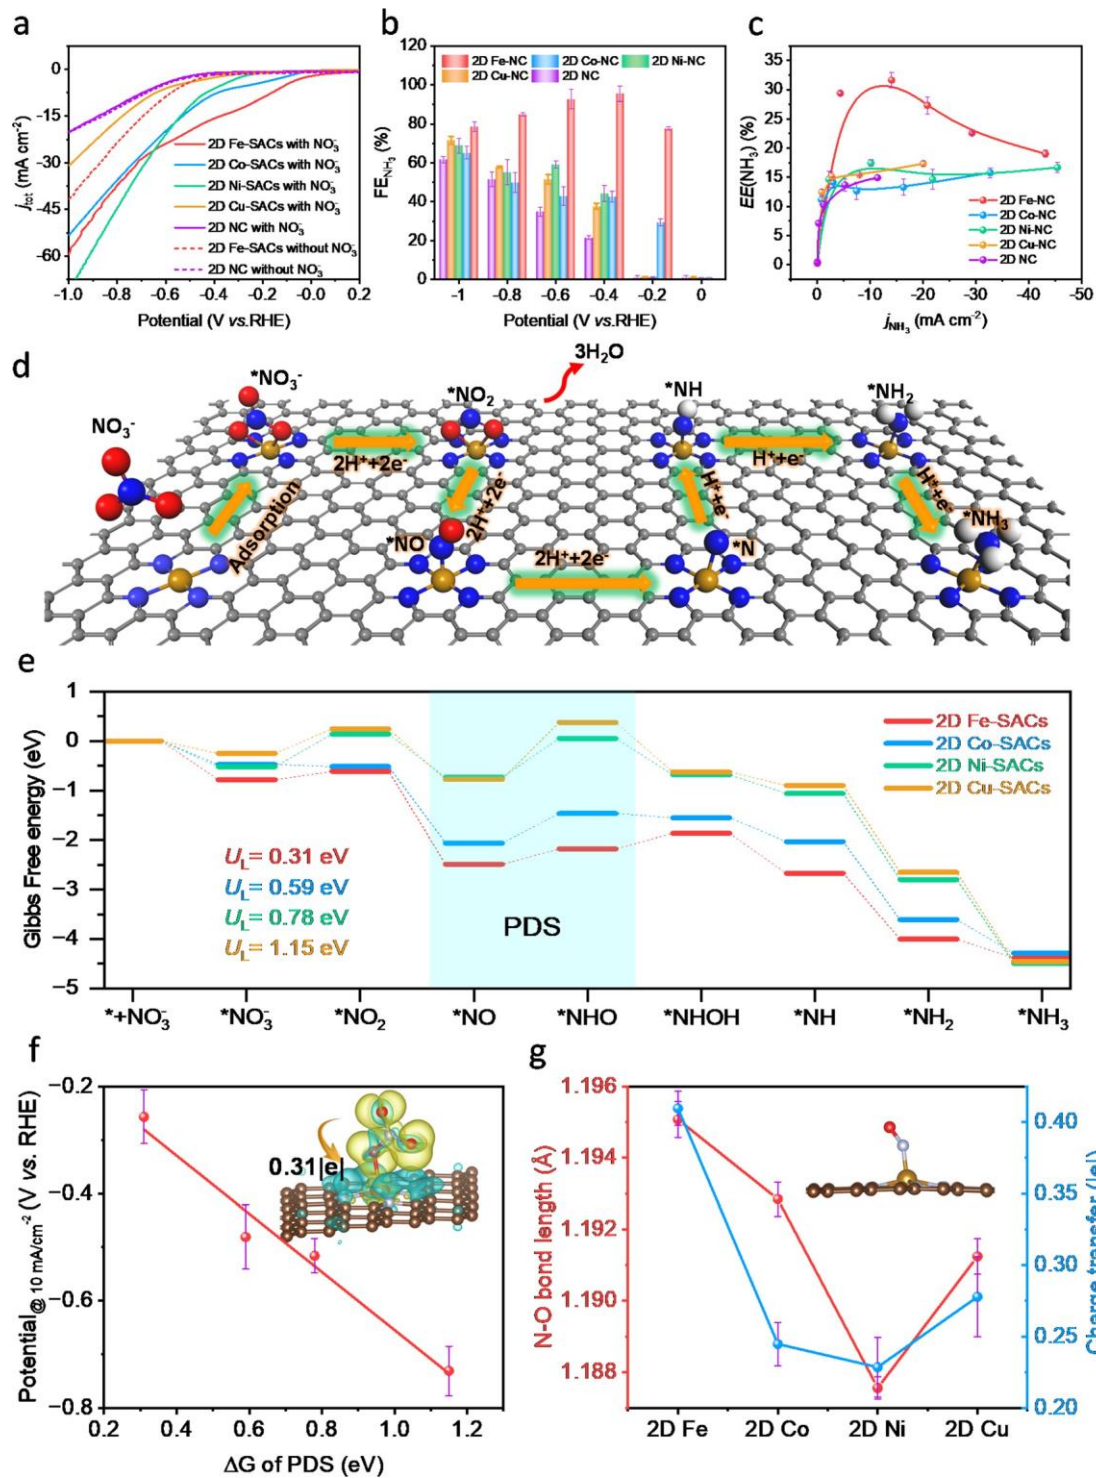 a
0
-15
-30
-45
-60
jtot (mA cm-2)
2D Fe-SACs with NO3-
2D Co-SACs with NO3-
2D Ni-SACs with NO3-
2D Cu-SACs with NO3-
2D NC with NO3-
2D Fe-SACs without NO3-
2D NC without NO3-
-1.0 -0.8 -0.6 -0.4 -0.2 -0.0 0.2
Potential (V vs.RHE)
b
120
100
80
60
40
20
0
FENH3 (%)
2D Fe-NC 2D Co-NC 2D Ni-NC
2D Cu-NC 2D NC
-1 -0.8 -0.6 -0.4 -0.2 0
Potential (V vs.RHE)
c
35
30
25
20
15
10
5
0
EE(NH3) (%)
2D Fe-NC
2D Co-NC
2D Ni-NC
2D Cu-NC
2D NC
0 -10 -20 -30 -40 -50
jNH3 (mA cm-2)
d
3H2O
NO3-
*NO3-
*NO2
*NH
*NH2
Adsorption
2H++2e-
2H++2e-
*NO
2H++2e-
*N
H++e-
H++e-
H++e-
*NH3
e
1
0
−1
−2
−3
−4
−5
Gibbs Free energy (eV)
2D Fe-SACs
2D Co-SACs
2D Ni-SACs
2D Cu-SACs
UL= 0.31 eV
UL= 0.59 eV
UL= 0.78 eV
UL= 1.15 eV
PDS
*+NO3- *NO3- *NO2 *NO *NHO *NHOH *NH *NH2 *NH3
f
−0.2
−0.4
−0.6
−0.8
Potential@ 10 mA/cm-2 (V vs. RHE)
0.31|e|
0.2 0.4 0.6 0.8 1.0 1.2
ΔG of PDS (eV)
g
1.196
1.194
1.192
1.190
1.188
N-O bond length (Å)
0.40
0.35
0.30
0.25
0.20
Charge transfer (|e|)
2D Fe 2D Co 2D Ni 2D Cu